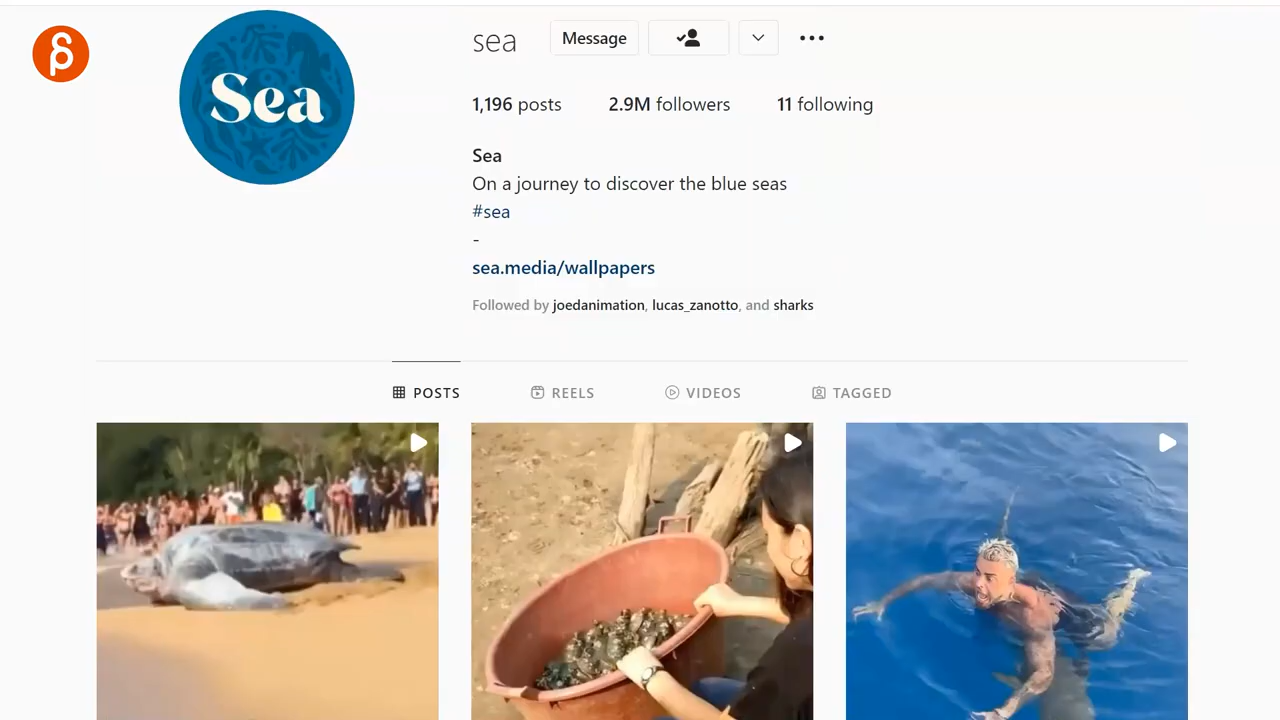 Sea
sea
Message
1,196 posts 2.9M followers 11 following
Sea
On a journey to discover the blue seas
#sea
-
sea.media/wallpapers
Followed by joedanimation, lucas_zanotto, and sharks
POSTS REELS VIDEOS TAGGED